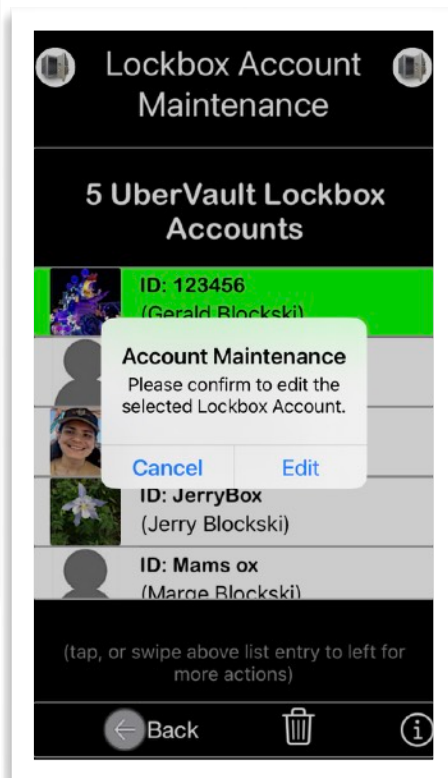 Lockbox Account
Maintenance
5 UberVault Lockbox
Accounts
ID: 123456
(Gerald Blockski)
Account Maintenance
Please confirm to edit the
selected Lockbox Account.
Cancel
Edit
ID: JerryBox
(Jerry Blockski)
ID: Mams ox
(Marge Blockski)
(tap, or swipe above list entry to left for
more actions)
Back